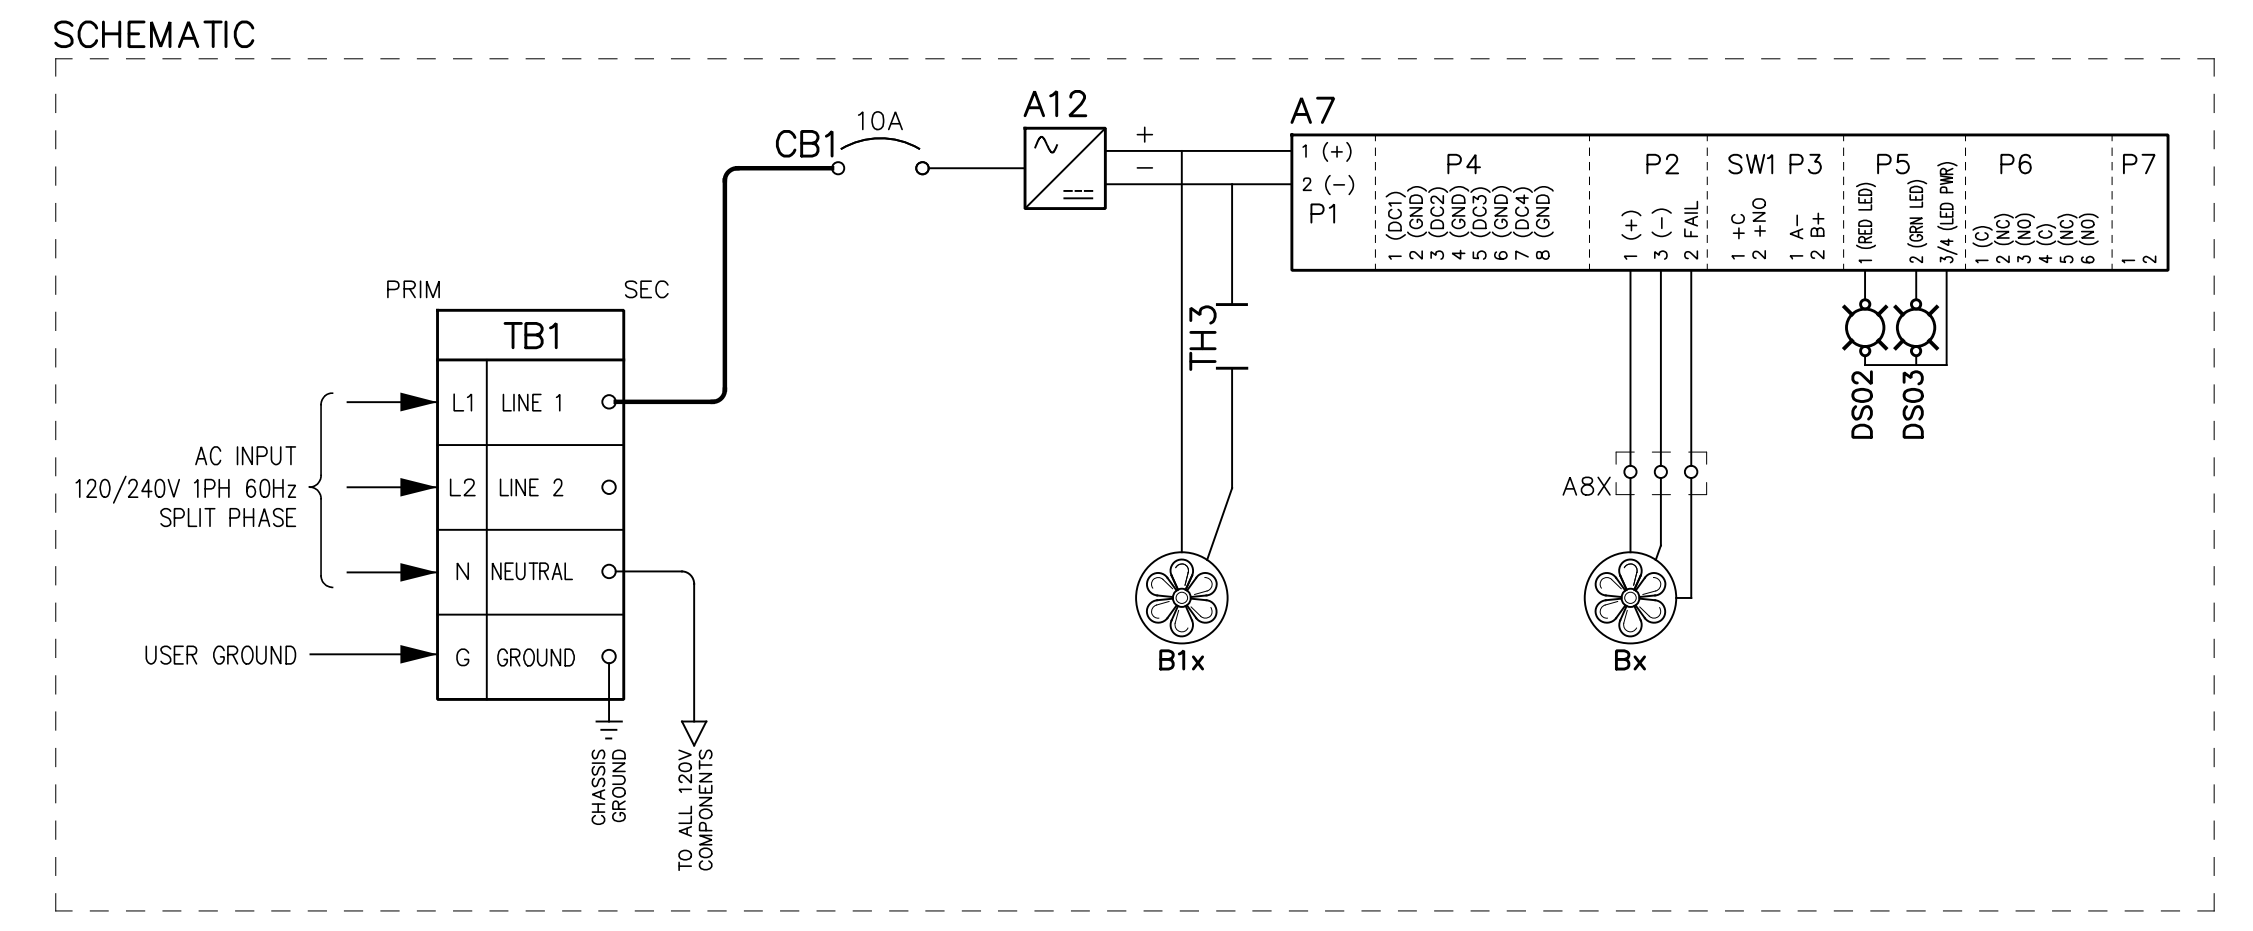 SCHEMATIC
A12
10A
A7
CB1
+
−
1 (+)
2 (−)
P1
P4
1 (DC1)
2 (GND)
3 (DC2)
4 (GND)
5 (DC3)
6 (GND)
7 (DC4)
8 (GND)
P2
1 (+)
3 (−)
2 FAIL
SW1 P3
1 +C
2 +NO
1 A−
2 B+
P5
1 (RED LED)
2 (GRN LED)
3/4 (LED PWR)
P6
1 (C)
2 (NC)
3 (NO)
4 (C)
5 (NC)
6 (NO)
P7
1
2
PRIM
SEC
TB1
TH3
DS02
DS03
L1 LINE 1
AC INPUT
120/240V 1PH 60Hz
SPLIT PHASE
L2 LINE 2
A8X
N NEUTRAL
USER GROUND
G GROUND
B1x
Bx
CHASSIS
GROUND
TO ALL 120V
COMPONENTS